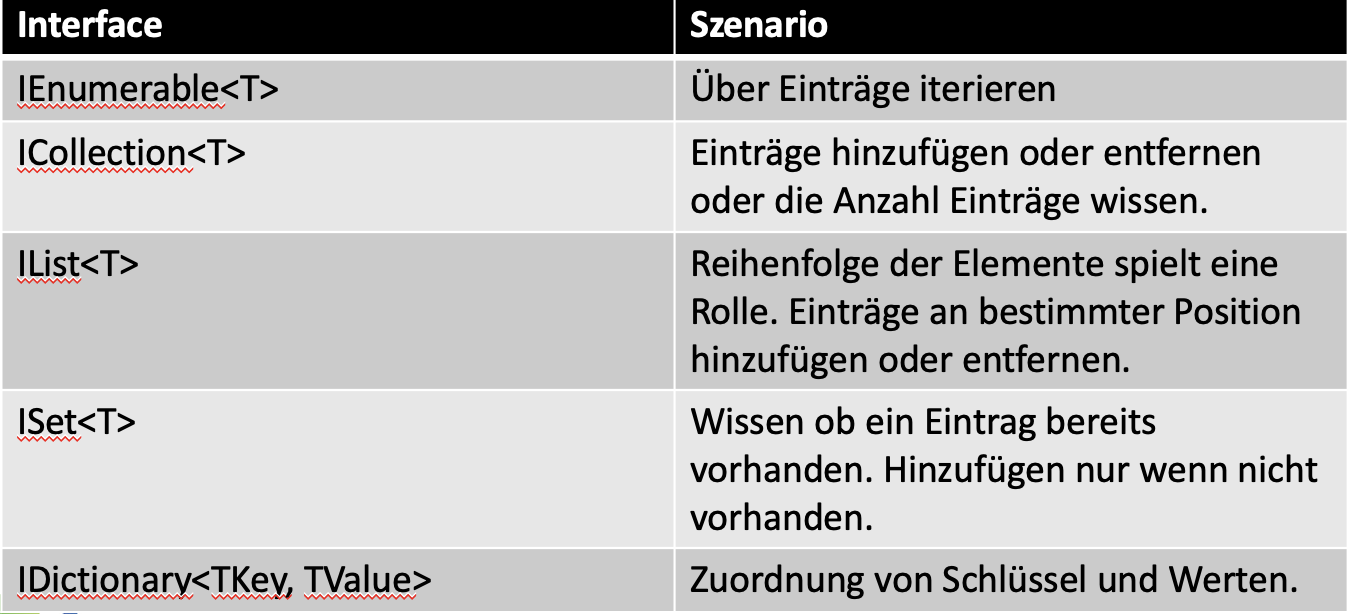 Interface
Szenario
IEnumerable<T>
Über Einträge iterieren
ICollection<T>
Einträge hinzufügen oder entfernen
oder die Anzahl Einträge wissen.
IList<T>
Reihenfolge der Elemente spielt eine
Rolle. Einträge an bestimmter Position
hinzufügen oder entfernen.
ISet<T>
Wissen ob ein Eintrag bereits
vorhanden. Hinzufügen nur wenn nicht
vorhanden.
IDictionary<TKey, TValue>
Zuordnung von Schlüssel und Werten.